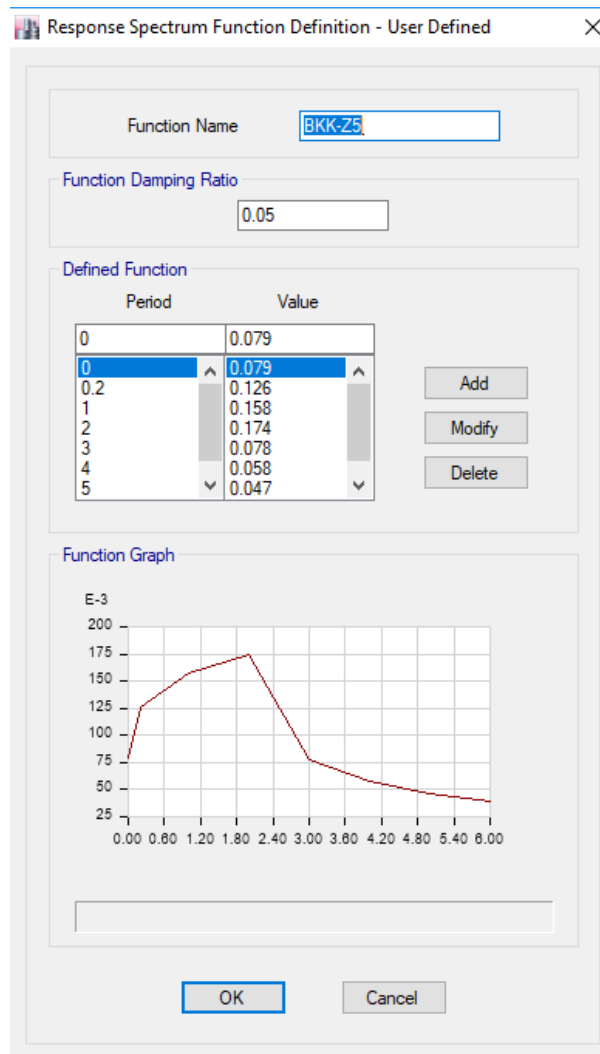 Response Spectrum Function Definition - User Defined
Function Name
BKK-Z5
Function Damping Ratio
0.05
Defined Function
Period Value
0 0.079
0 0.079
0.2 0.126
1 0.158
2 0.174
3 0.078
4 0.058
5 0.047
Add
Modify
Delete
Function Graph
E-3
200
175
150
125
100
75
50
25
0.00 0.60 1.20 1.80 2.40 3.00 3.60 4.20 4.80 5.40 6.00
OK Cancel